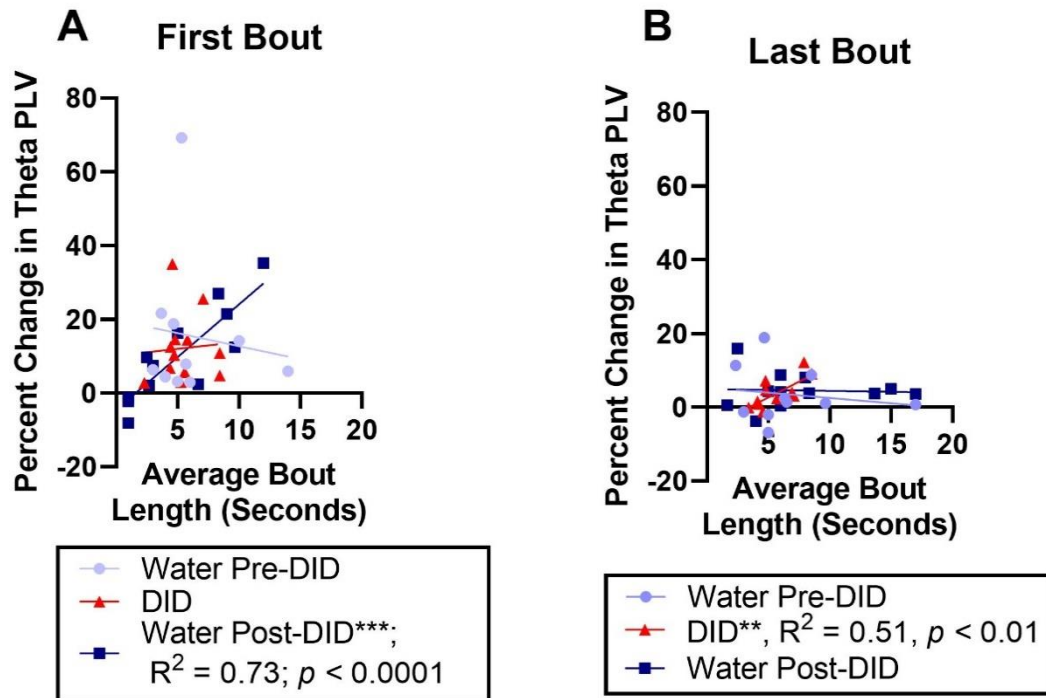 A
First Bout
Percent Change in Theta PLV
80
60
40
20
0
-20
5
10
15
20
Average Bout
Length (Seconds)
Water Pre-DID
DID
Water Post-DID***;
R² = 0.73; p < 0.0001
B
Last Bout
Percent Change in Theta PLV
80
60
40
20
0
-20
5
10
15
20
Average Bout
Length (Seconds)
Water Pre-DID
DID**, R² = 0.51, p < 0.01
Water Post-DID